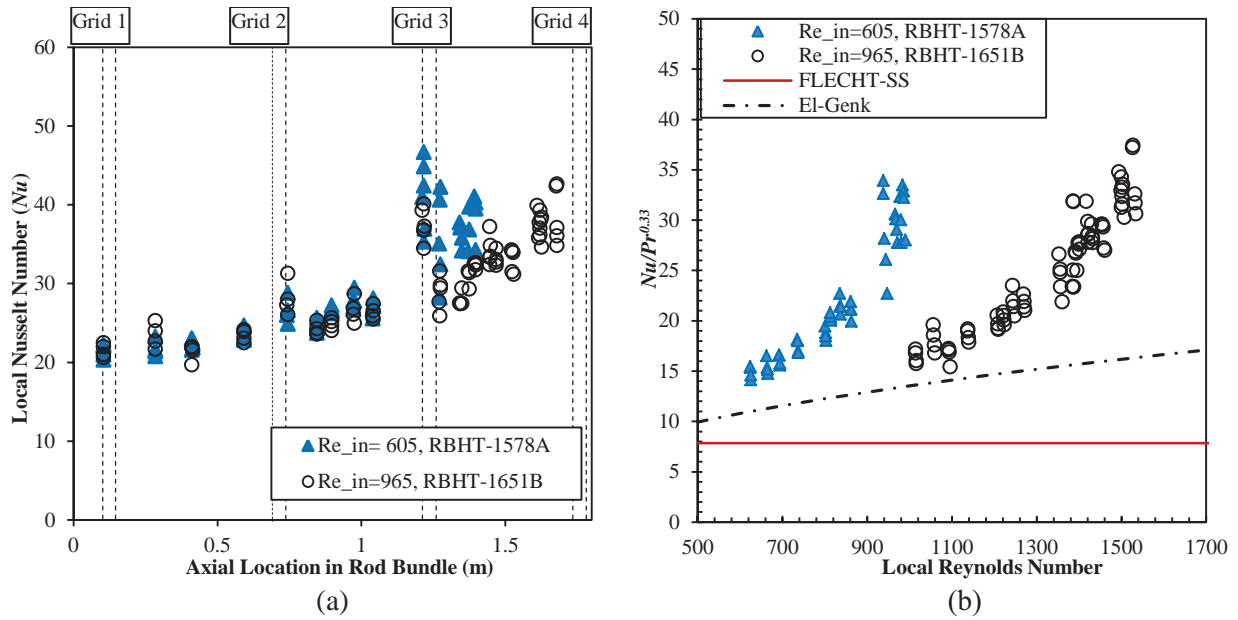 Grid 1
Grid 2
Grid 3
Grid 4
60
50
40
30
20
10
0
Local Nusselt Number (Nu)
Re_in= 605, RBHT-1578A
Re_in=965, RBHT-1651B
0
0.5
1
1.5
Axial Location in Rod Bundle (m)
(a)
50
45
40
35
30
25
20
15
10
5
0
Nu/Pr^0.33
Re_in=605, RBHT-1578A
Re_in=965, RBHT-1651B
FLECHT-SS
El-Genk
500
700
900
1100
1300
1500
1700
Local Reynolds Number
(b)